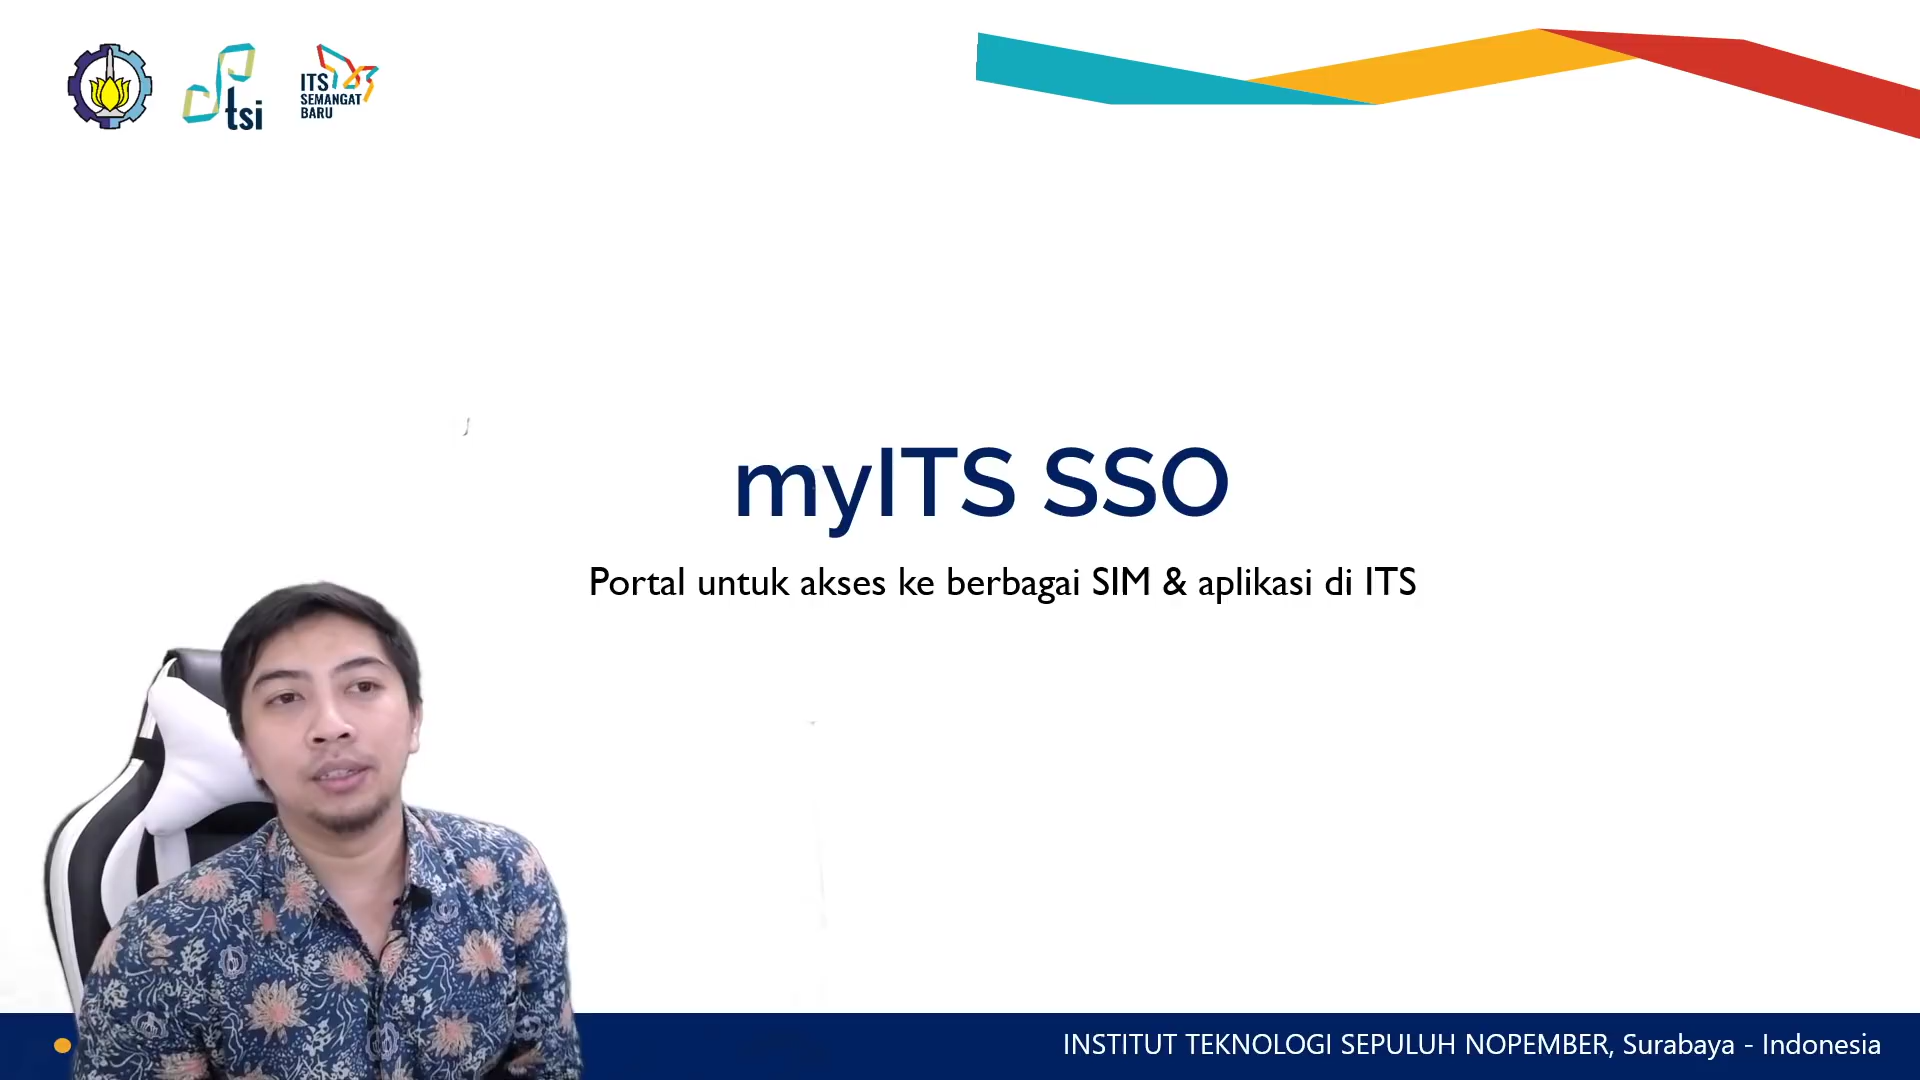 tsi
ITS
SEMANGAT
BARU
myITS SSO
Portal untuk akses ke berbagai SIM & aplikasi di ITS
INSTITUT TEKNOLOGI SEPULUH NOPEMBER, Surabaya - Indonesia